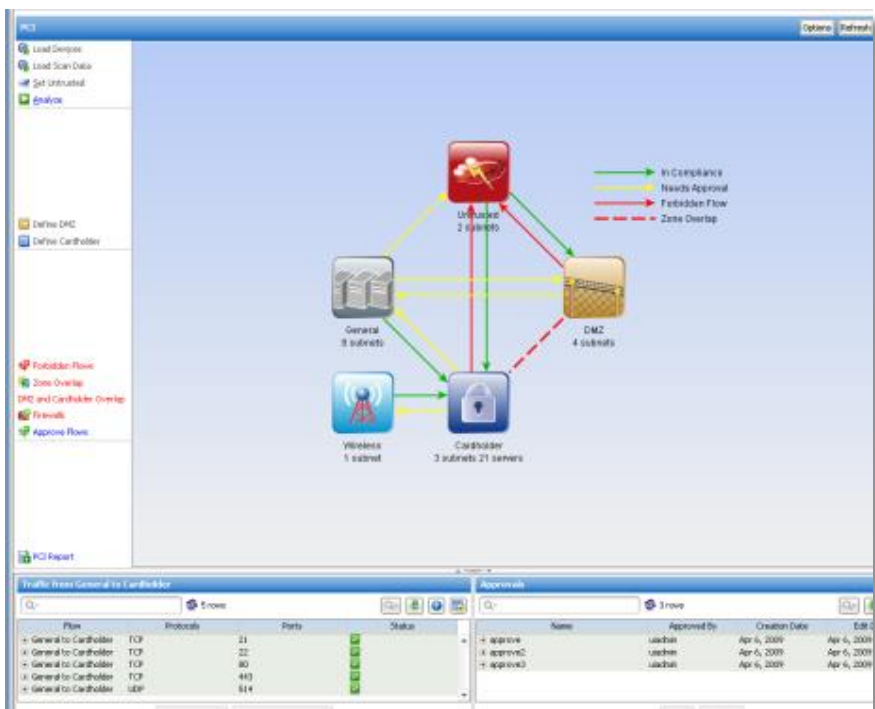 PCI
Options Refresh
Load Devices
Load Scan Data
Set Untrusted
Analyze
Define DMZ
Define Cardholder
Forbidden Flows
Zone Overlap
DMZ and Cardholder Overlap
Firewalls
Approve Flows
PCI Report
In Compliance
Needs Approval
Forbidden Flow
Zone Overlap
Untrusted
2 subnets
General
8 subnets
DMZ
4 subnets
Wireless
1 subnet
Cardholder
3 subnets 21 servers
Traffic from General to Cardholder
5 rows
Flow Protocols Ports Status
General to Cardholder TCP 21
General to Cardholder TCP 22
General to Cardholder TCP 80
General to Cardholder TCP 443
General to Cardholder UDP 514
Approvals
3 rows
Name Approved By Creation Date Edit D
approve uadmin Apr 6, 2009 Apr 6, 2009
approve2 uadmin Apr 6, 2009 Apr 6, 2009
approve3 uadmin Apr 6, 2009 Apr 6, 2009